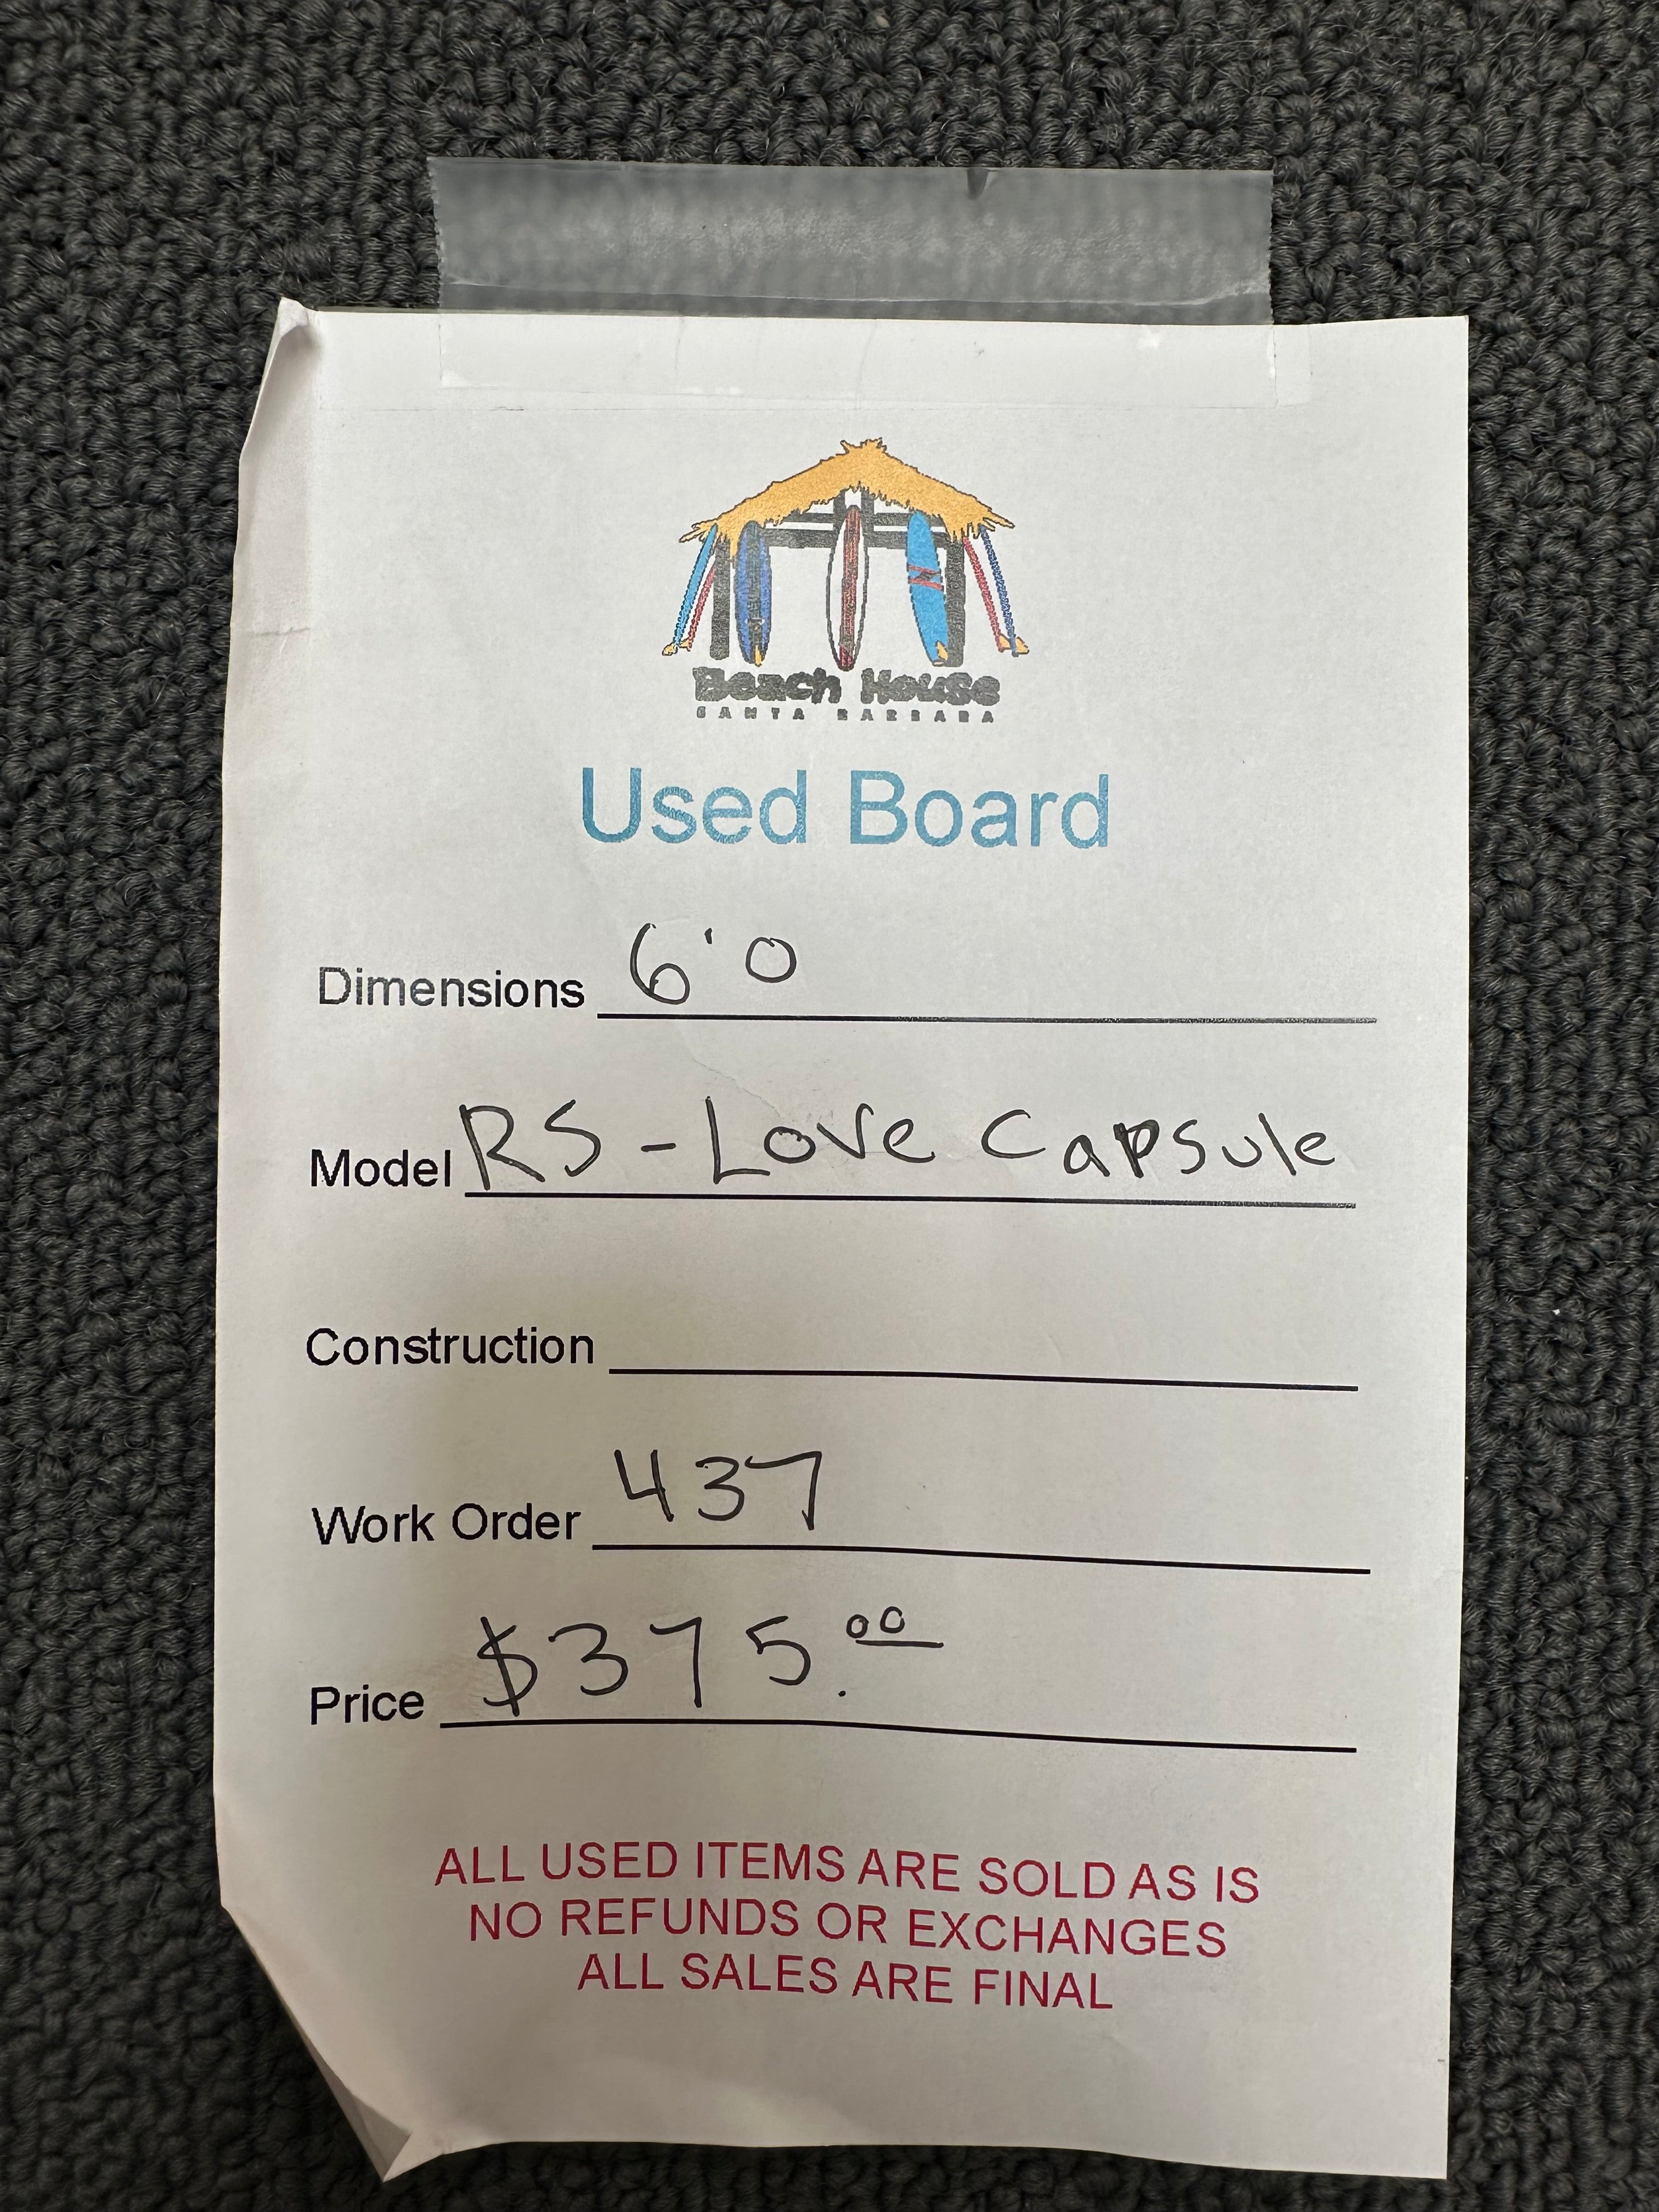 Beach House
SANTA BARBARA
Used Board
Dimensions 6'0
Model RS - Love Capsule
Construction
Work Order 437
Price $375.00
ALL USED ITEMS ARE SOLD AS IS
NO REFUNDS OR EXCHANGES
ALL SALES ARE FINAL